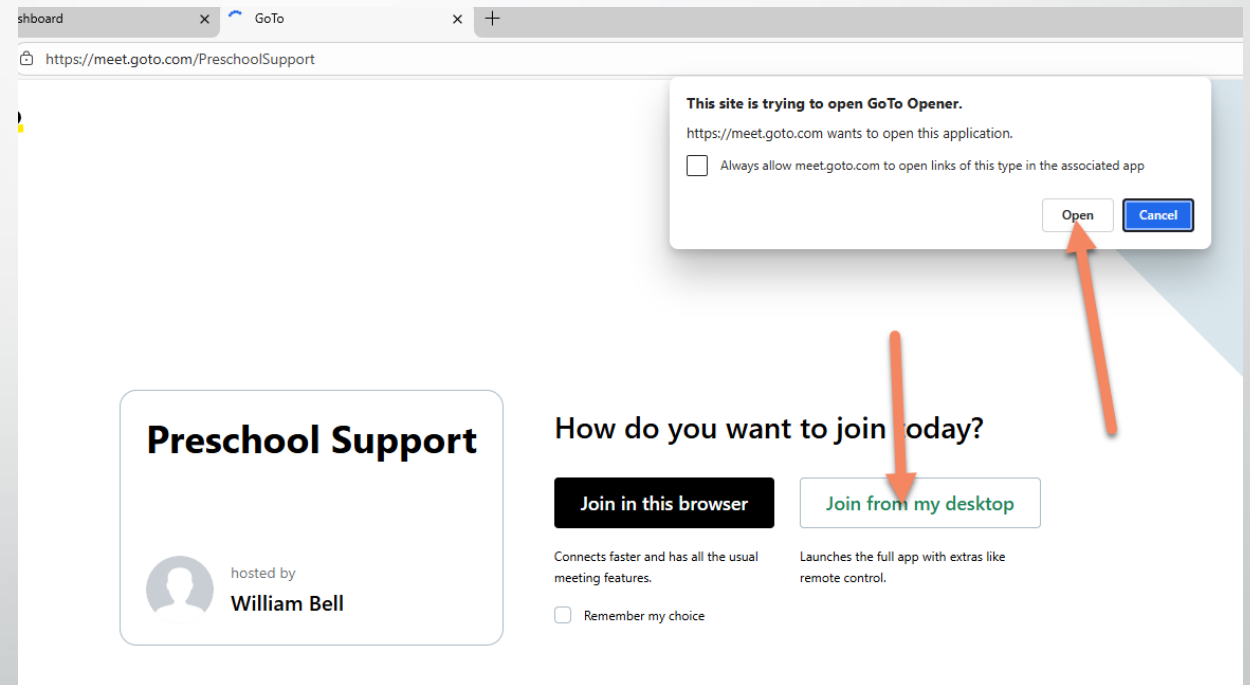 shboard
GoTo
https://meet.goto.com/PreschoolSupport
This site is trying to open GoTo Opener.
https://meet.goto.com wants to open this application.
Always allow meet.goto.com to open links of this type in the associated app
Open Cancel
Preschool Support
hosted by
William Bell
How do you want to join today?
Join in this browser
Connects faster and has all the usual
meeting features.
Remember my choice
Join from my desktop
Launches the full app with extras like
remote control.